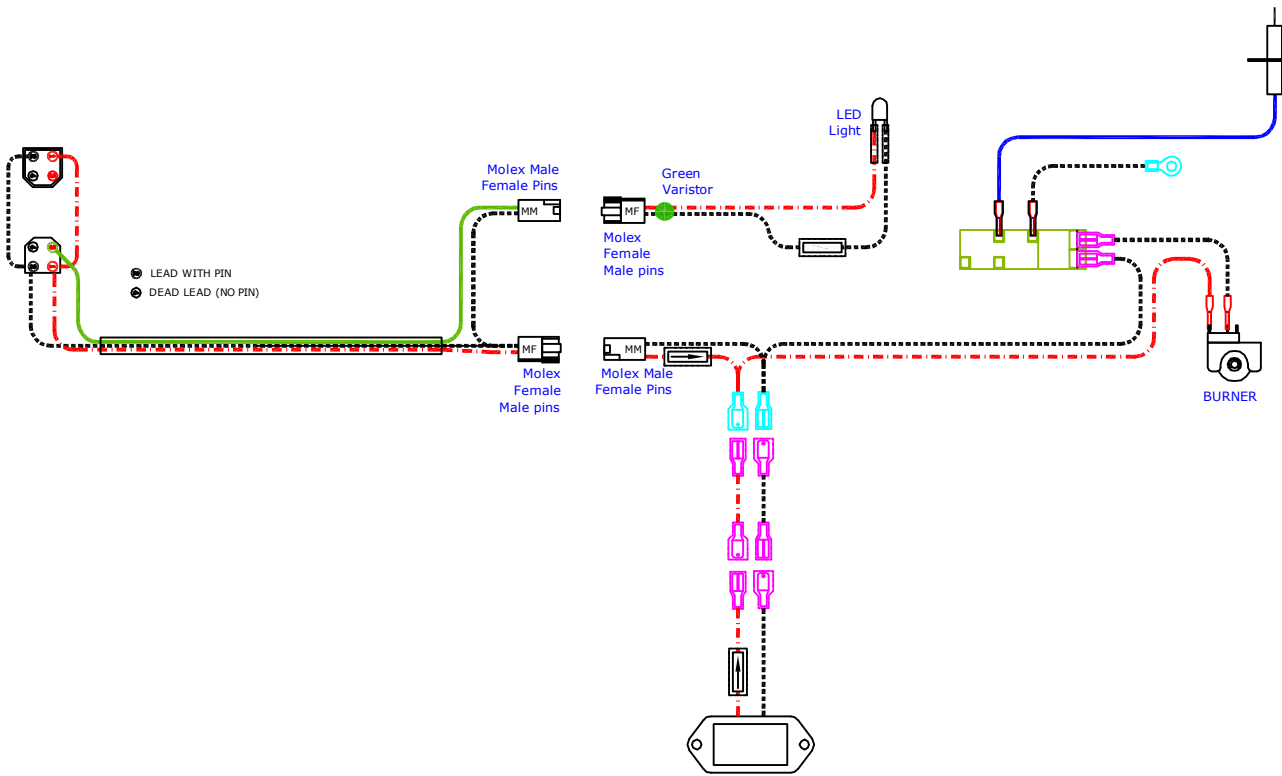 LED
Light
Molex Male
Female Pins
MM
Green
Varistor
MF
Molex
Female
Male pins
LEAD WITH PIN
DEAD LEAD (NO PIN)
MF
Molex
Female
Male pins
MM
Molex Male
Female Pins
BURNER